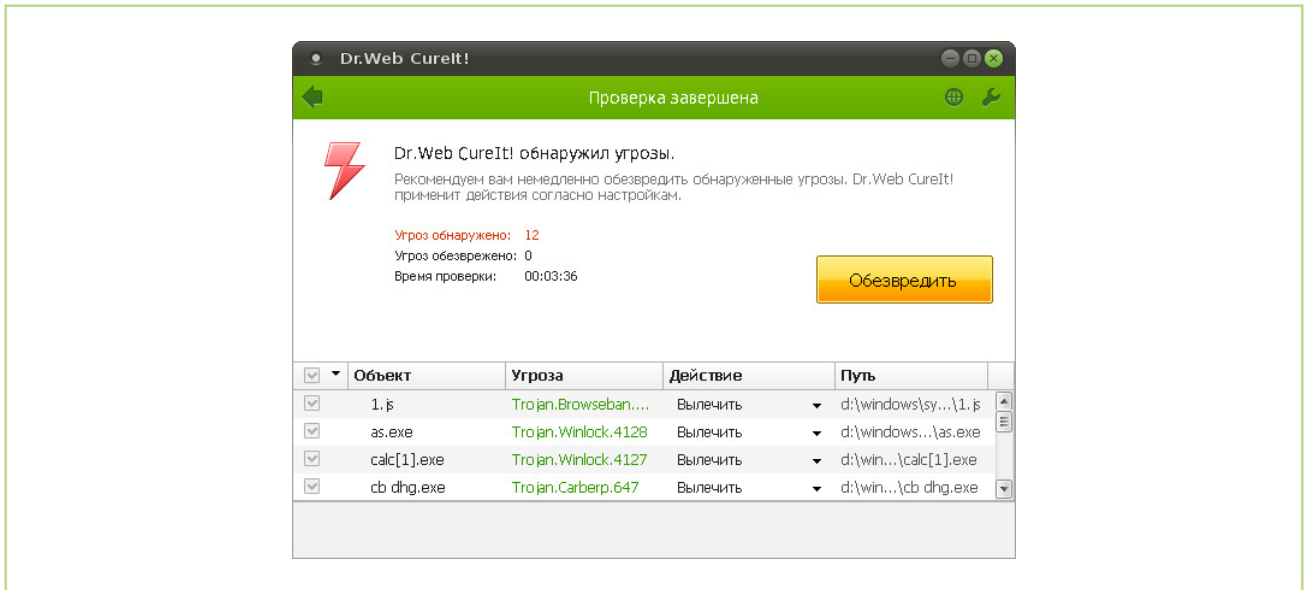 Dr.Web CureIt!
Проверка завершена
Dr.Web CureIt! обнаружил угрозы.
Рекомендуем вам немедленно обезвредить обнаруженные угрозы. Dr.Web CureIt!
применит действия согласно настройкам.
Угроз обнаружено: 12
Угроз обезврежено: 0
Время проверки: 00:03:36
Обезвредить
Объект Угроза Действие Путь
1.js Trojan.Browseban.... Вылечить d:\windows\sy...\1.js
as.exe Trojan.Winlock.4128 Вылечить d:\windows...\as.exe
calc[1].exe Trojan.Winlock.4127 Вылечить d:\win...\calc[1].exe
cb dhg.exe Trojan.Carberp.647 Вылечить d:\win...\cb dhg.exe